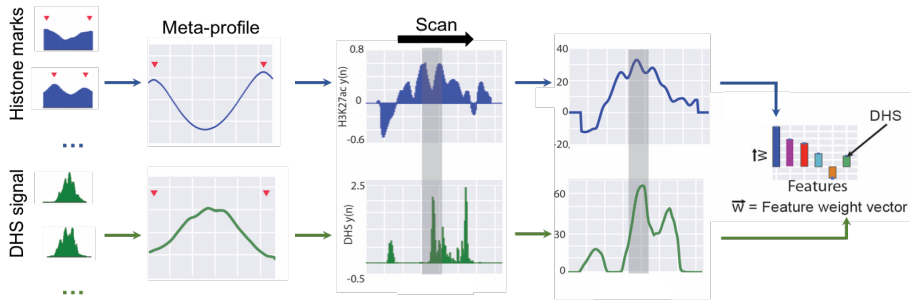 Histone marks
...
DHS signal
...
Meta-profile
Scan
H3K27ac y(n)
0.8
0
-0.6
DHS y(n)
2.5
-0.5
40
20
0
-20
60
30
0
W
Features
DHS
W = Feature weight vector